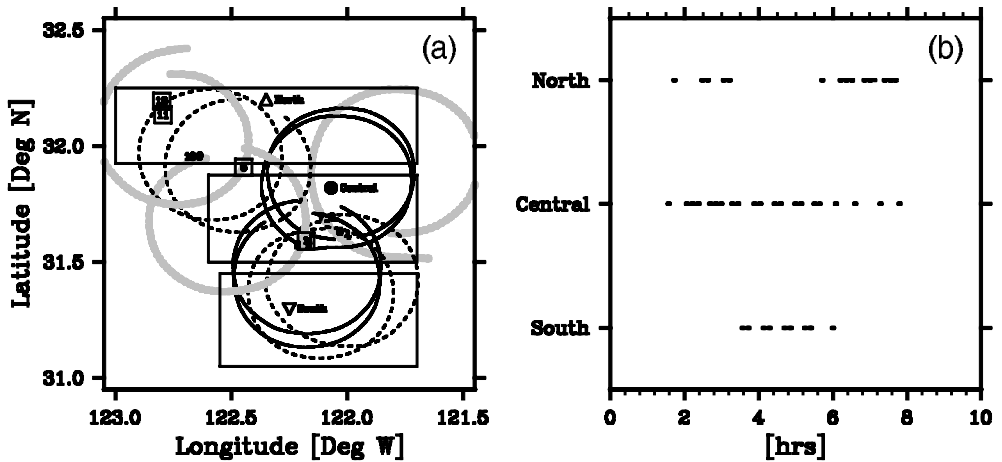 32.5
32.0
31.5
31.0
Latitude [Deg N]
(a)
North
11
Central
South
123.0 122.5 122.0 121.5
Longitude [Deg W]
(b)
North
Central
South
0 2 4 6 8 10
[hrs]